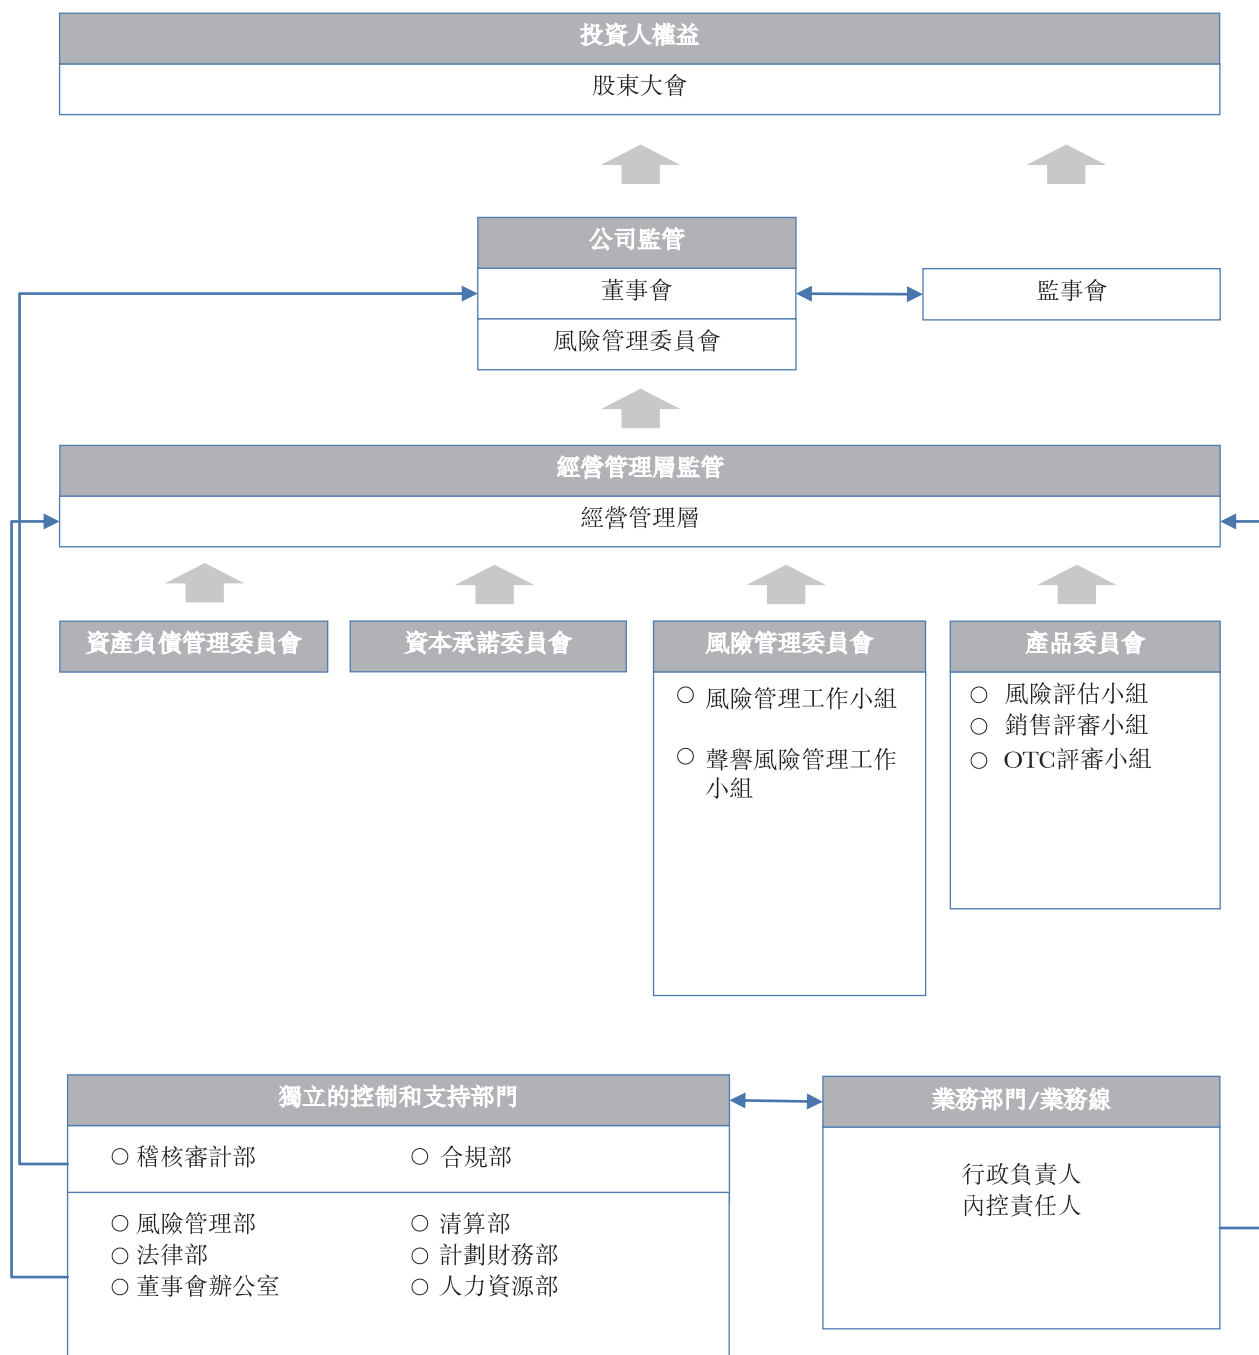 投資人權益
股東大會
公司監管
董事會
風險管理委員會
監事會
經營管理層監管
經營管理層
資產負債管理委員會
資本承諾委員會
風險管理委員會
○ 風險管理工作小組
○ 聲譽風險管理工作
小組
產品委員會
○ 風險評估小組
○ 銷售評審小組
○ OTC評審小組
獨立的控制和支持部門
○ 稽核審計部
○ 合規部
○ 風險管理部
○ 清算部
○ 法律部
○ 計劃財務部
○ 董事會辦公室
○ 人力資源部
業務部門/業務線
行政負責人
內控責任人